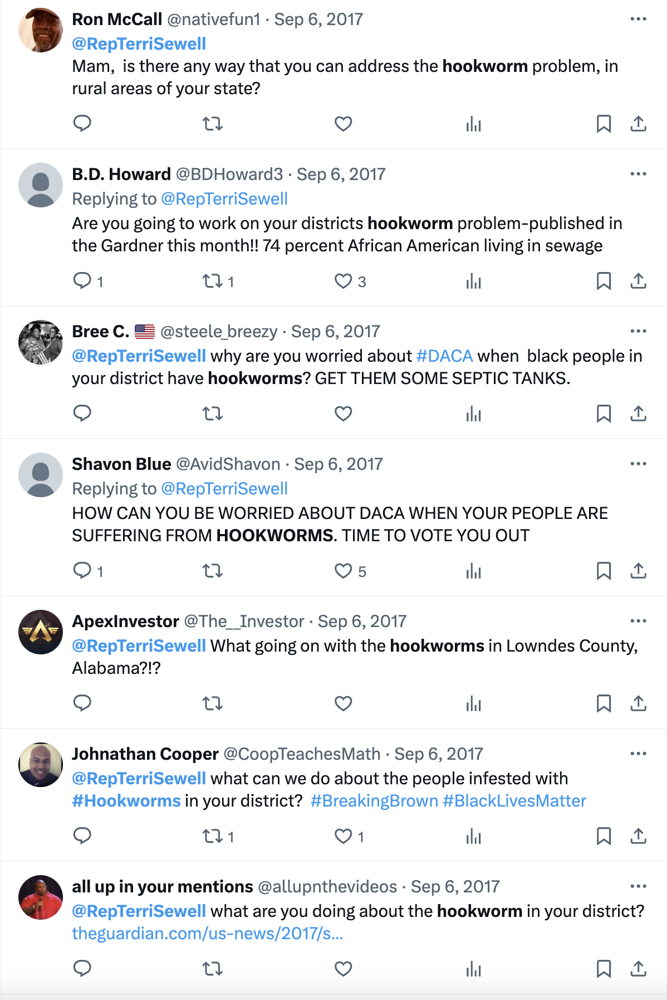 Ron McCall @nativefun1 · Sep 6, 2017
@RepTerriSewell
Mam,  is there any way that you can address the hookworm problem, in
rural areas of your state?
B.D. Howard @BDHoward3 · Sep 6, 2017
Replying to @RepTerriSewell
Are you going to work on your districts hookworm problem-published in
the Gardner this month!! 74 percent African American living in sewage
1 1 3
Bree C. 🇺🇸 @steele_breezy · Sep 6, 2017
@RepTerriSewell why are you worried about #DACA when  black people in
your district have hookworms? GET THEM SOME SEPTIC TANKS.
Shavon Blue @AvidShavon · Sep 6, 2017
Replying to @RepTerriSewell
HOW CAN YOU BE WORRIED ABOUT DACA WHEN YOUR PEOPLE ARE
SUFFERING FROM HOOKWORMS. TIME TO VOTE YOU OUT
1 5
ApexInvestor @The__Investor · Sep 6, 2017
@RepTerriSewell What going on with the hookworms in Lowndes County,
Alabama?!?
Johnathan Cooper @CoopTeachesMath · Sep 6, 2017
@RepTerriSewell what can we do about the people infested with
#Hookworms in your district?  #BreakingBrown #BlackLivesMatter
1 1
all up in your mentions @allupnthevideos · Sep 6, 2017
@RepTerriSewell what are you doing about the hookworm in your district?
theguardian.com/us-news/2017/s...